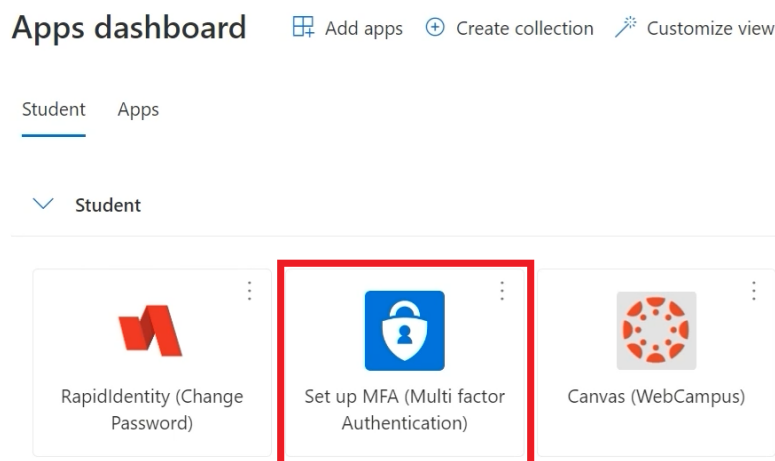 Apps dashboard
Add apps
Create collection
Customize view
Student
Apps
Student
RapidIdentity (Change
Password)
Set up MFA (Multi factor
Authentication)
Canvas (WebCampus)